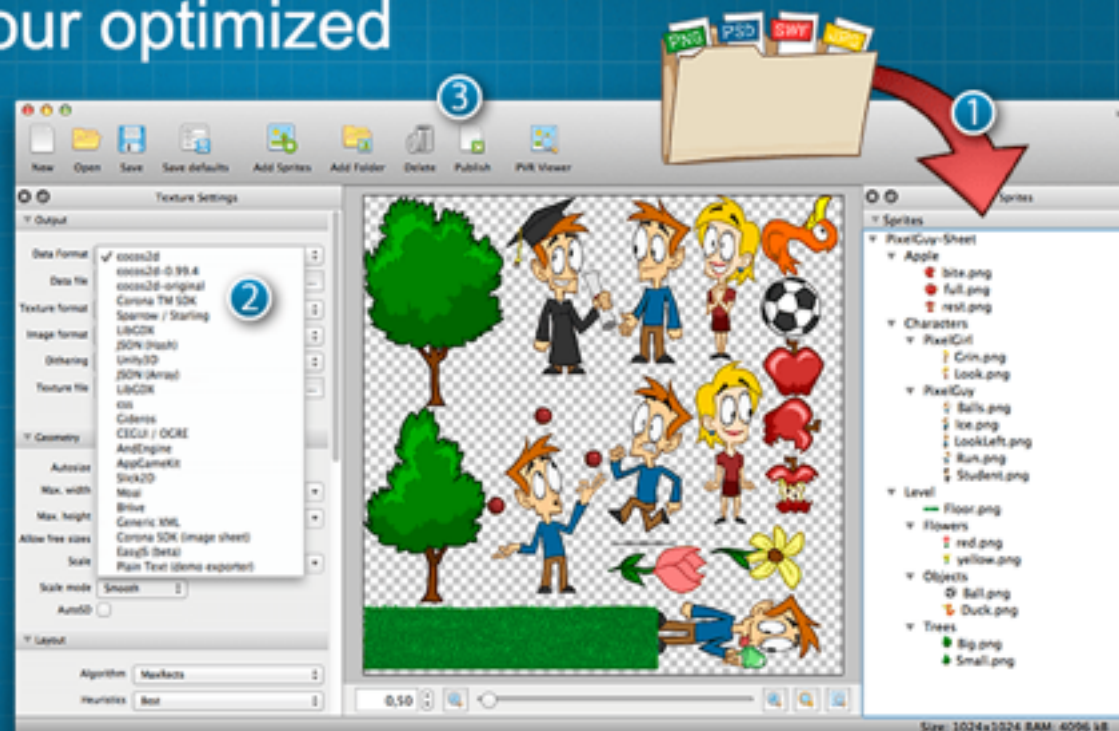 our optimized
PNG
PSD
SWF
JPG
1
3
New
Open
Save
Save defaults
Add Sprites
Add Folder
Delete
Publish
PVR Viewer
Texture Settings
Output
Data Format
Data file
Texture format
Image format
Dithering
Texture file
cocos2d
cocos2d-0.99.4
cocos2d-original
Corona TM SDK
Sparrow / Starling
LibGDX
JSON (Hash)
Unity3D
JSON (Array)
LibGDX
css
Gideros
CEGUI / OGRE
AndEngine
AppGameKit
Slick2D
Moai
Generic XML
Corona SDK (image sheet)
EaselJS (beta)
Plain Text (demo exporter)
2
Geometry
Autosize
Max. width
Max. height
Allow free sizes
Scale
Scale mode
Smooth
AutoSD
Layout
Algorithm
MaxRects
Heuristics
Best
0,50
Sprites
Sprites
PixelGuy-Sheet
Apple
bite.png
full.png
rest.png
Characters
PixelGirl
Grin.png
Look.png
PixelGuy
Balls.png
Ice.png
LookLeft.png
Run.png
Student.png
Level
Floor.png
Flowers
red.png
yellow.png
Objects
Ball.png
Duck.png
Trees
Big.png
Small.png
Size: 1024x1024 RAM: 4096 kB